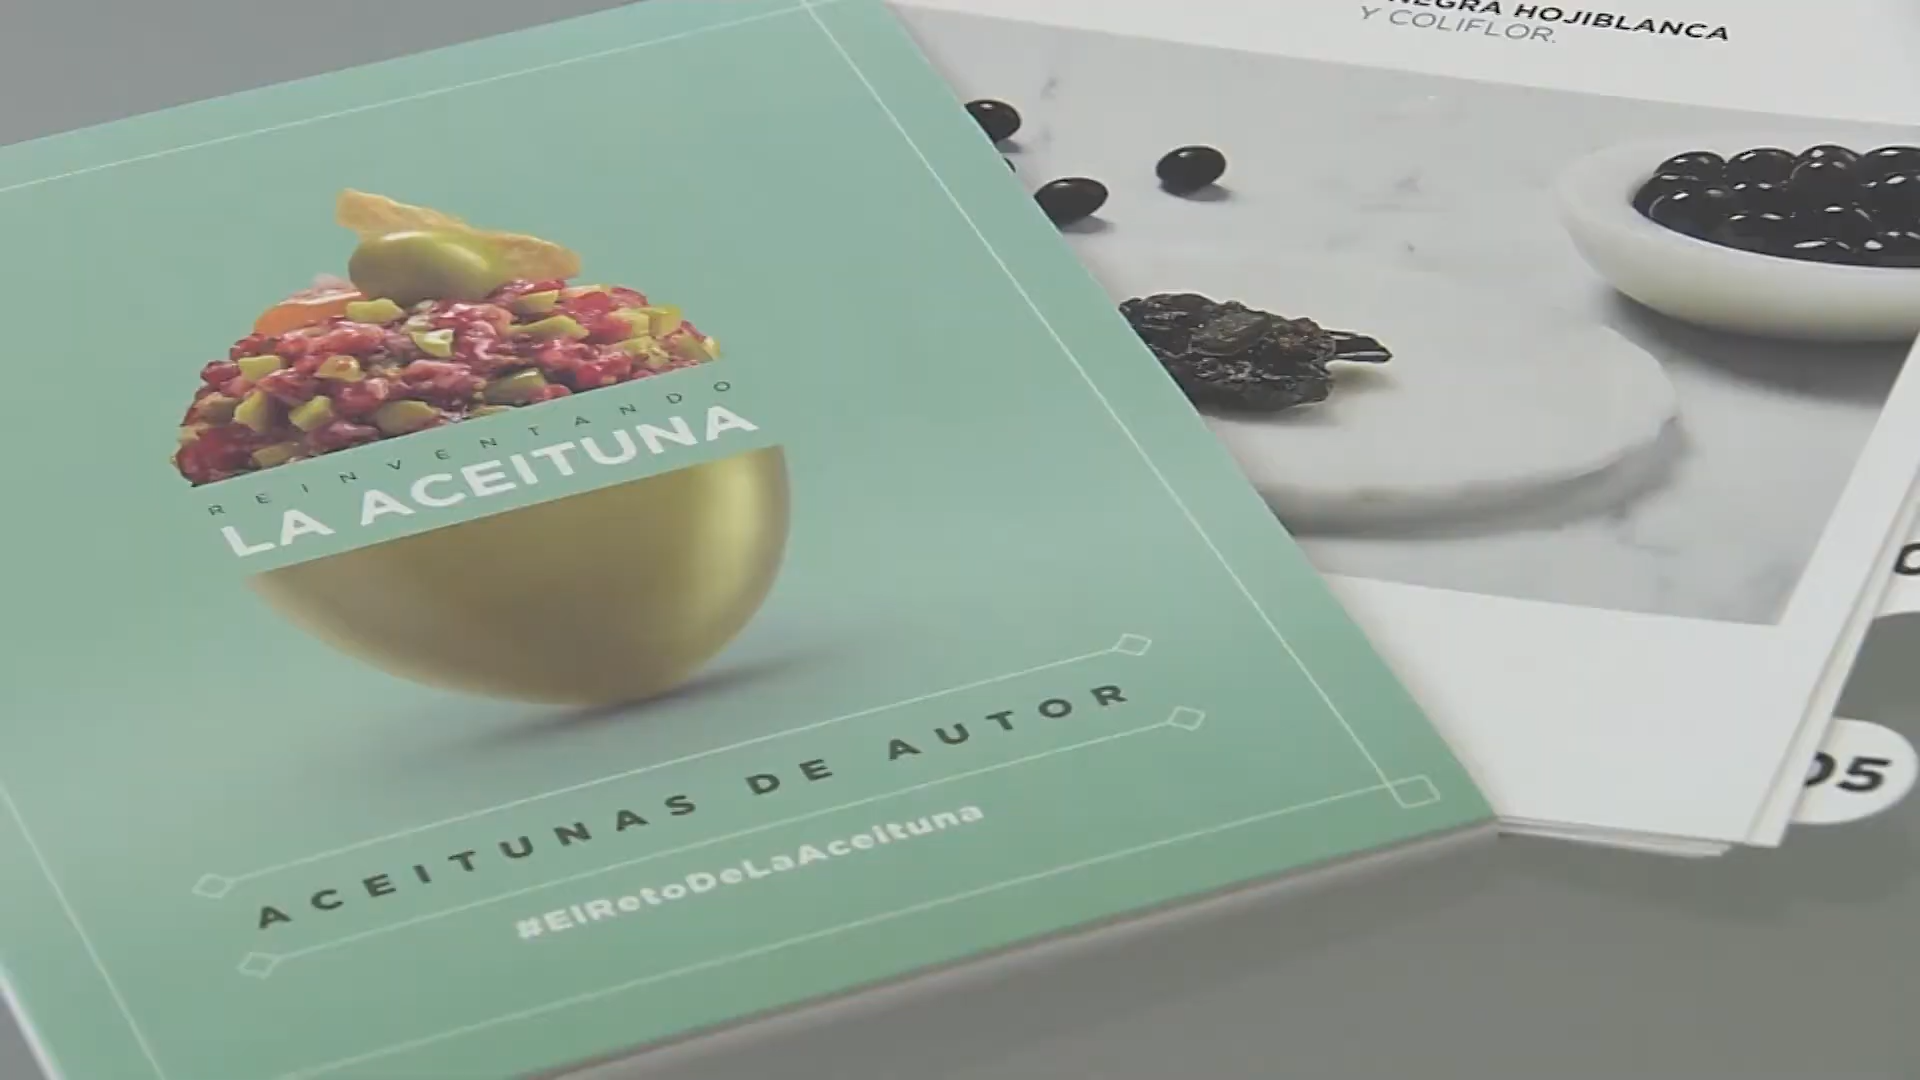 REINVENTANDO
LA ACEITUNA
ACEITUNAS DE AUTOR
#ElRetoDeLaAceituna
NEGRA HOJIBLANCA
Y COLIFLOR.
05